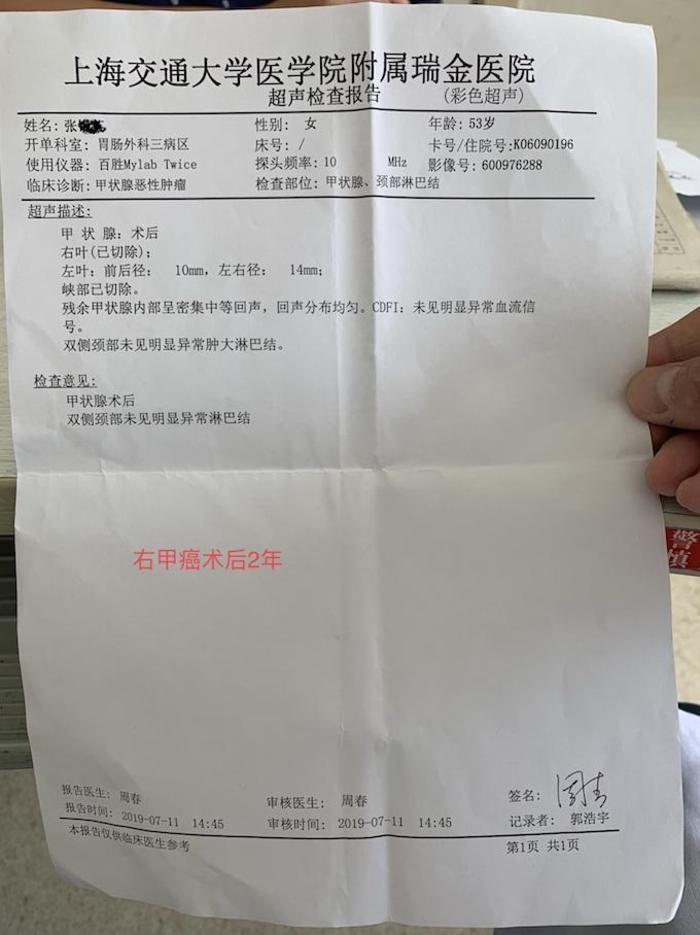 上海交通大学医学院附属瑞金医院
超声检查报告 (彩色超声)
姓名: 张 性别: 女 年龄: 53岁
开单科室: 胃肠外科三病区 床号: / 卡号/住院号:K06090196
使用仪器: 百胜Mylab Twice 探头频率: 10 MHz 影像号: 600976288
临床诊断: 甲状腺恶性肿瘤 检查部位: 甲状腺、颈部淋巴结
超声描述:
甲 状 腺: 术后
右叶(已切除);
左叶: 前后径: 10mm, 左右径: 14mm;
峡部已切除。
残余甲状腺内部呈密集中等回声, 回声分布均匀。CDFI: 未见明显异常血流信
号。
双侧颈部未见明显异常肿大淋巴结。
检查意见:
甲状腺术后
双侧颈部未见明显异常淋巴结
右甲癌术后2年
报告医生: 周春 审核医生: 周春 签名: 周春
报告时间: 2019-07-11 14:45 审核时间: 2019-07-11 14:45 记录者: 郭浩宇
本报告仅供临床医生参考 第1页 共1页